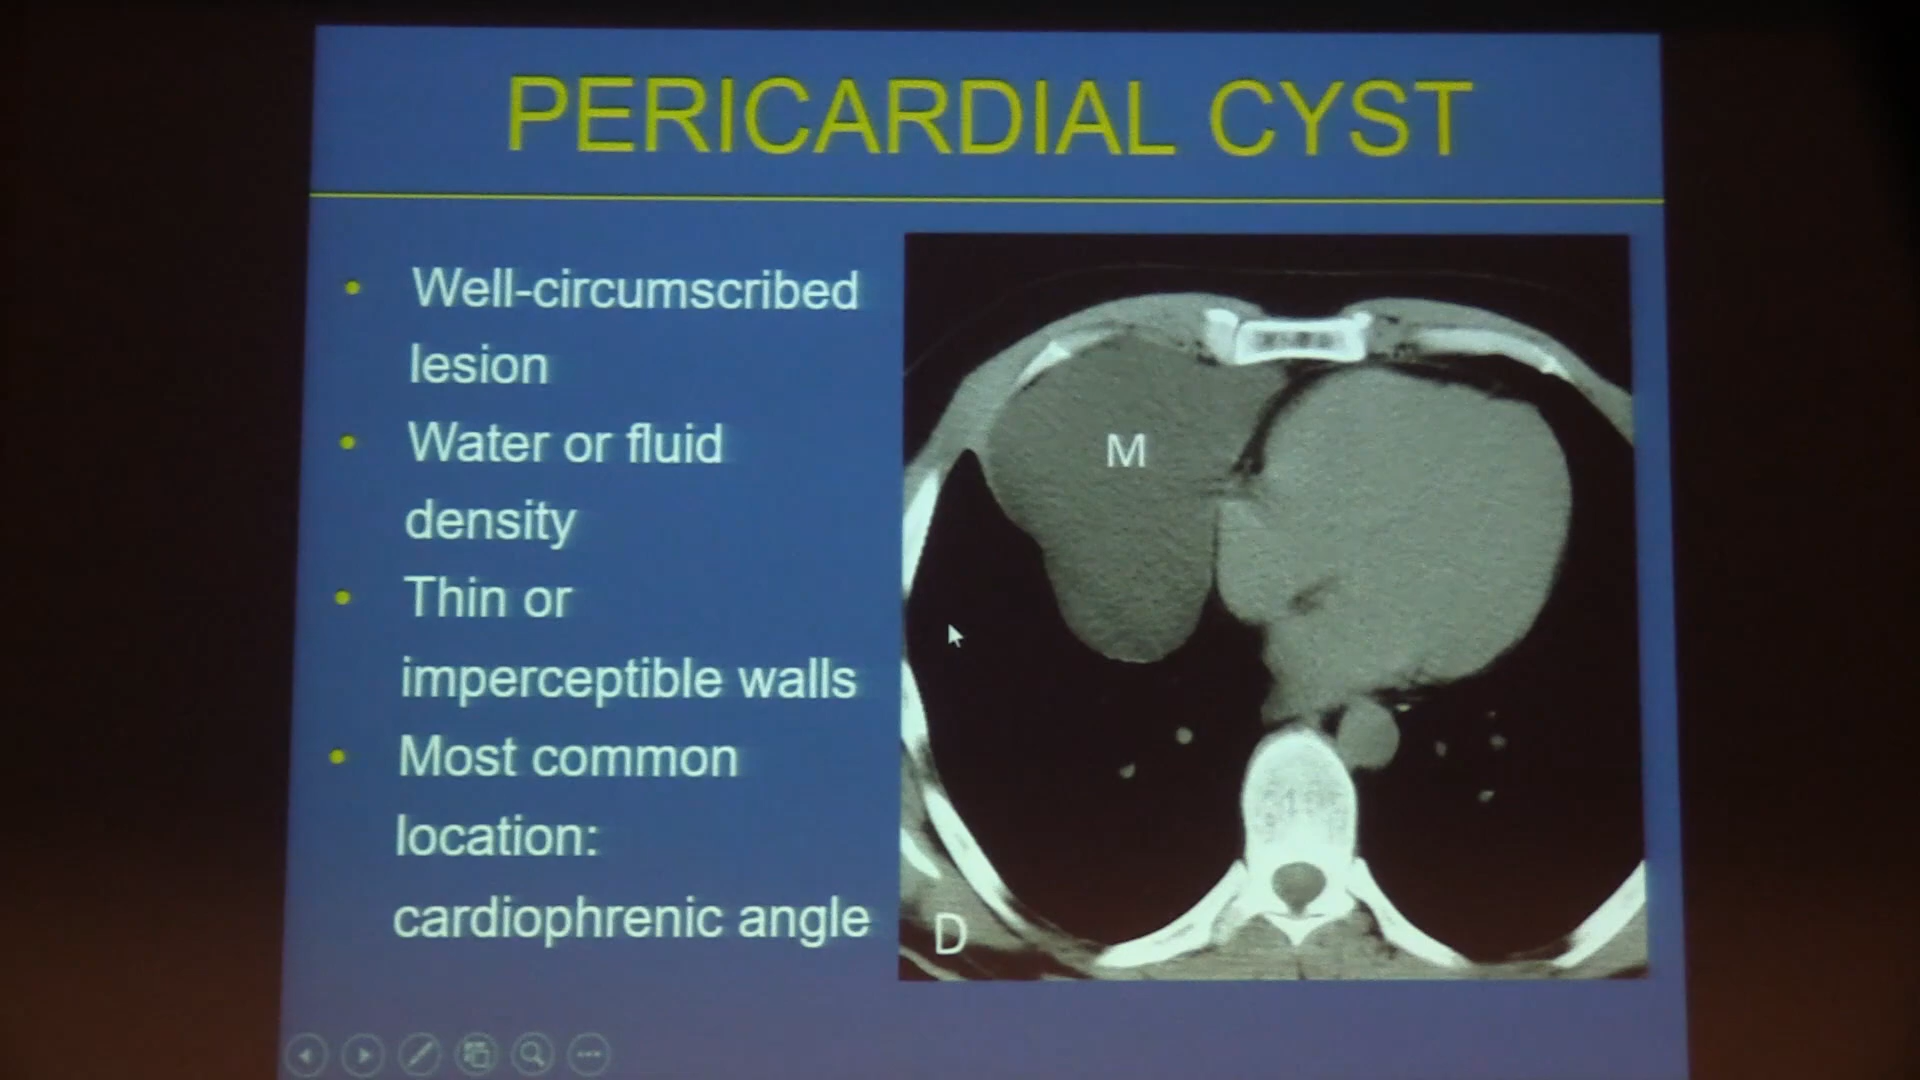 PERICARDIAL CYST
• Well-circumscribed
lesion
• Water or fluid
density
• Thin or
imperceptible walls
• Most common
location:
cardiophrenic angle
M
D